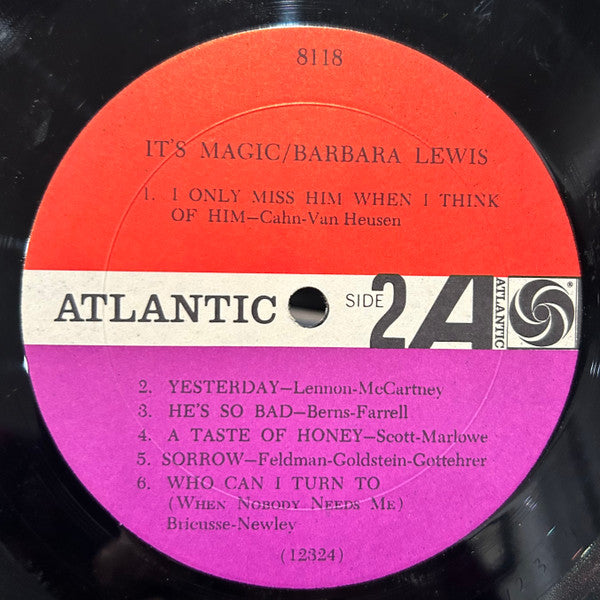 8118
IT'S MAGIC/BARBARA LEWIS
1. I ONLY MISS HIM WHEN I THINK
OF HIM—Cahn-Van Heusen
ATLANTIC SIDE 2 A ATLANTIC ®
2. YESTERDAY—Lennon-McCartney
3. HE'S SO BAD—Berns-Farrell
4. A TASTE OF HONEY—Scott-Marlowe
5. SORROW—Feldman-Goldstein-Gottehrer
6. WHO CAN I TURN TO
(WHEN NOBODY NEEDS ME)
Bricusse-Newley
(12324)